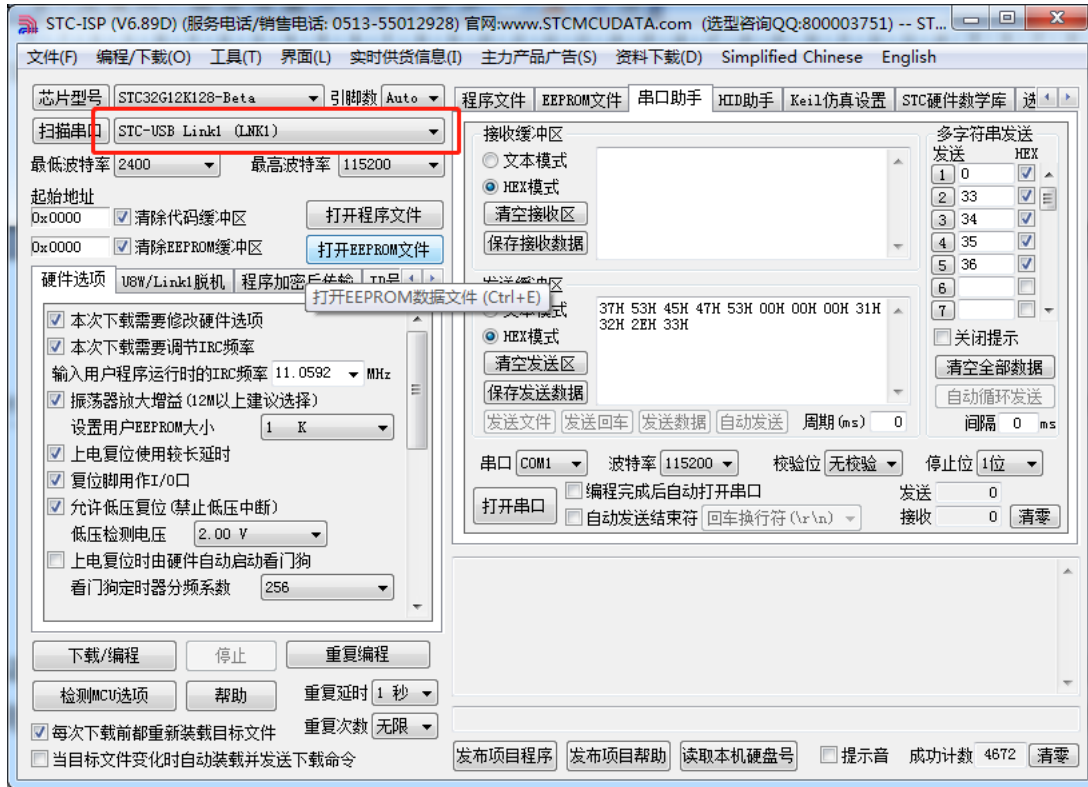 STC-ISP (V6.89D) (服务电话/销售电话: 0513-55012928) 官网:www.STCMCUDATA.com (选型咨询QQ:800003751) -- ST...
文件(F) 编程/下载(O) 工具(T) 界面(L) 实时供货信息(I) 主力产品广告(S) 资料下载(D) Simplified Chinese English
芯片型号 STC32G12K128-Beta 引脚数 Auto
扫描串口 STC-USB Link1 (LNK1)
最低波特率 2400 最高波特率 115200
起始地址
0x0000 清除代码缓冲区 打开程序文件
0x0000 清除EEPROM缓冲区 打开EEPROM文件
硬件选项 U8W/Link1脱机 程序加密后传输 ID号
打开EEPROM数据文件 (Ctrl+E)
本次下载需要修改硬件选项
本次下载需要调节IRC频率
输入用户程序运行时的IRC频率 11.0592 MHz
振荡器放大增益(12M以上建议选择)
设置用户EEPROM大小 1 K
上电复位使用较长延时
复位脚用作I/O口
允许低压复位(禁止低压中断)
低压检测电压 2.00 V
上电复位时由硬件自动启动看门狗
看门狗定时器分频系数 256
下载/编程 停止 重复编程
检测MCU选项 帮助 重复延时 1 秒
每次下载前都重新装载目标文件 重复次数 无限
当目标文件变化时自动装载并发送下载命令
程序文件 EEPROM文件 串口助手 HID助手 Keil仿真设置 STC硬件数学库 选
接收缓冲区
文本模式
HEX模式
清空接收区
保存接收数据
多字符串发送
发送 HEX
1 0
2 33
3 34
4 35
5 36
6
7
关闭提示
清空全部数据
自动循环发送
间隔 0 ms
发送缓冲区
文本模式
HEX模式
清空发送区
保存发送数据
37H 53H 45H 47H 53H 00H 00H 00H 31H
32H 2EH 33H
发送文件 发送回车 发送数据 自动发送 周期(ms) 0
串口 COM1 波特率 115200 校验位 无校验 停止位 1位
打开串口 编程完成后自动打开串口 发送 0
自动发送结束符 回车换行符(\r\n) 接收 0 清零
发布项目程序 发布项目帮助 读取本机硬盘号 提示音 成功计数 4672 清零